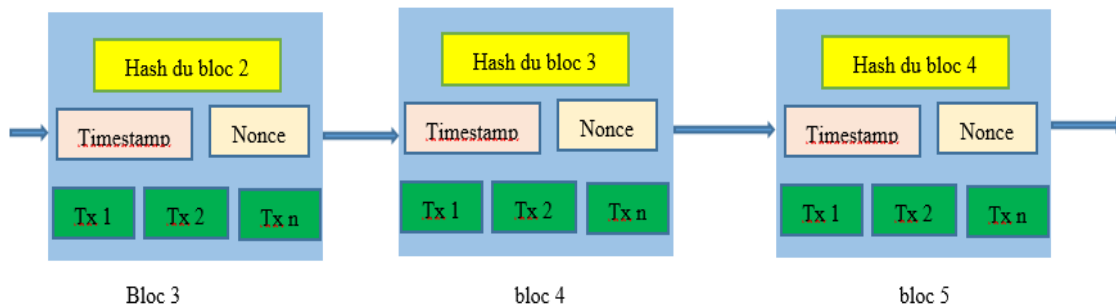 Hash du bloc 2
Timestamp
Nonce
Tx 1
Tx 2
Tx n
Bloc 3
Hash du bloc 3
Timestamp
Nonce
Tx 1
Tx 2
Tx n
bloc 4
Hash du bloc 4
Timestamp
Nonce
Tx 1
Tx 2
Tx n
bloc 5